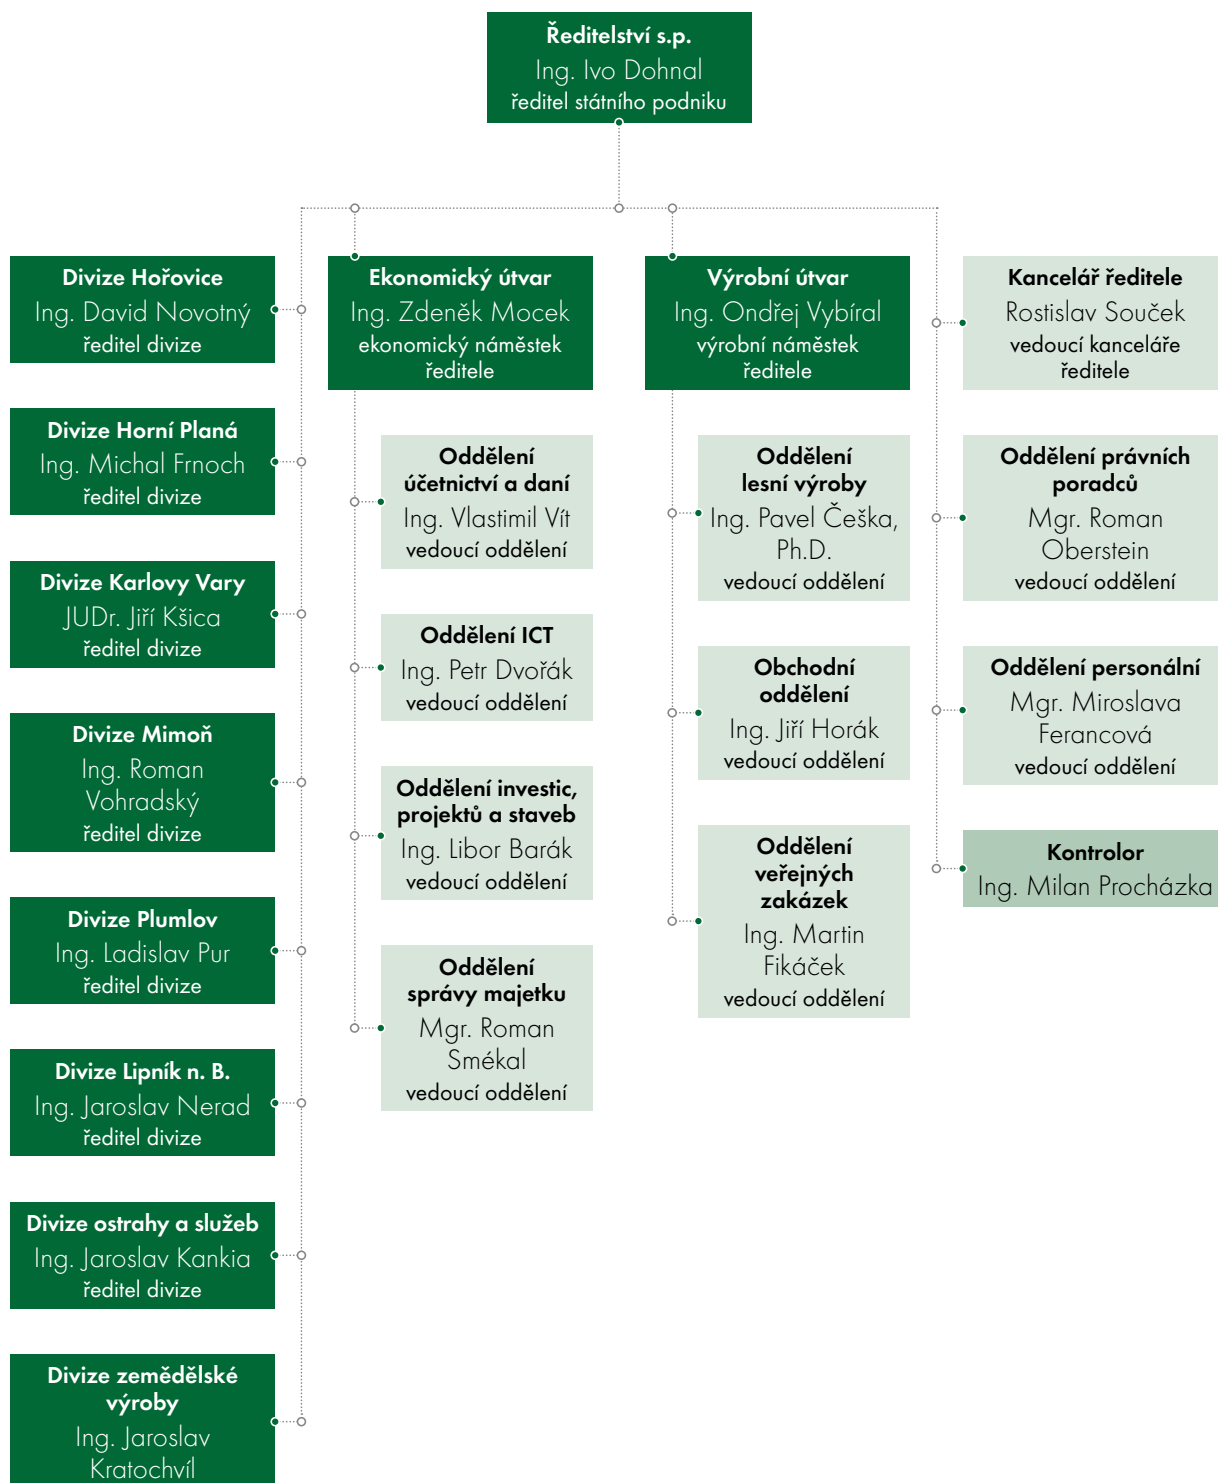 Ředitelství s.p.
Ing. Ivo Dohnal
ředitel státního podniku
Divize Hořovice
Ing. David Novotný
ředitel divize
Divize Horní Planá
Ing. Michal Frnoch
ředitel divize
Divize Karlovy Vary
JUDr. Jiří Kšica
ředitel divize
Divize Mimoň
Ing. Roman
Vohradský
ředitel divize
Divize Plumlov
Ing. Ladislav Pur
ředitel divize
Divize Lipník n. B.
Ing. Jaroslav Nerad
ředitel divize
Divize ostrahy a služeb
Ing. Jaroslav Kankia
ředitel divize
Divize zemědělské
výroby
Ing. Jaroslav
Kratochvíl
Ekonomický útvar
Ing. Zdeněk Mocek
ekonomický náměstek
ředitele
Oddělení
účetnictví a daní
Ing. Vlastimil Vít
vedoucí oddělení
Oddělení ICT
Ing. Petr Dvořák
vedoucí oddělení
Oddělení investic,
projektů a staveb
Ing. Libor Barák
vedoucí oddělení
Oddělení
správy majetku
Mgr. Roman
Smékal
vedoucí oddělení
Výrobní útvar
Ing. Ondřej Vybíral
výrobní náměstek
ředitele
Oddělení
lesní výroby
Ing. Pavel Češka,
Ph.D.
vedoucí oddělení
Obchodní
oddělení
Ing. Jiří Horák
vedoucí oddělení
Oddělení
veřejných
zakázek
Ing. Martin
Fikáček
vedoucí oddělení
Kancelář ředitele
Rostislav Souček
vedoucí kanceláře
ředitele
Oddělení právních
poradců
Mgr. Roman
Oberstein
vedoucí oddělení
Oddělení personální
Mgr. Miroslava
Ferancová
vedoucí oddělení
Kontrolor
Ing. Milan Procházka